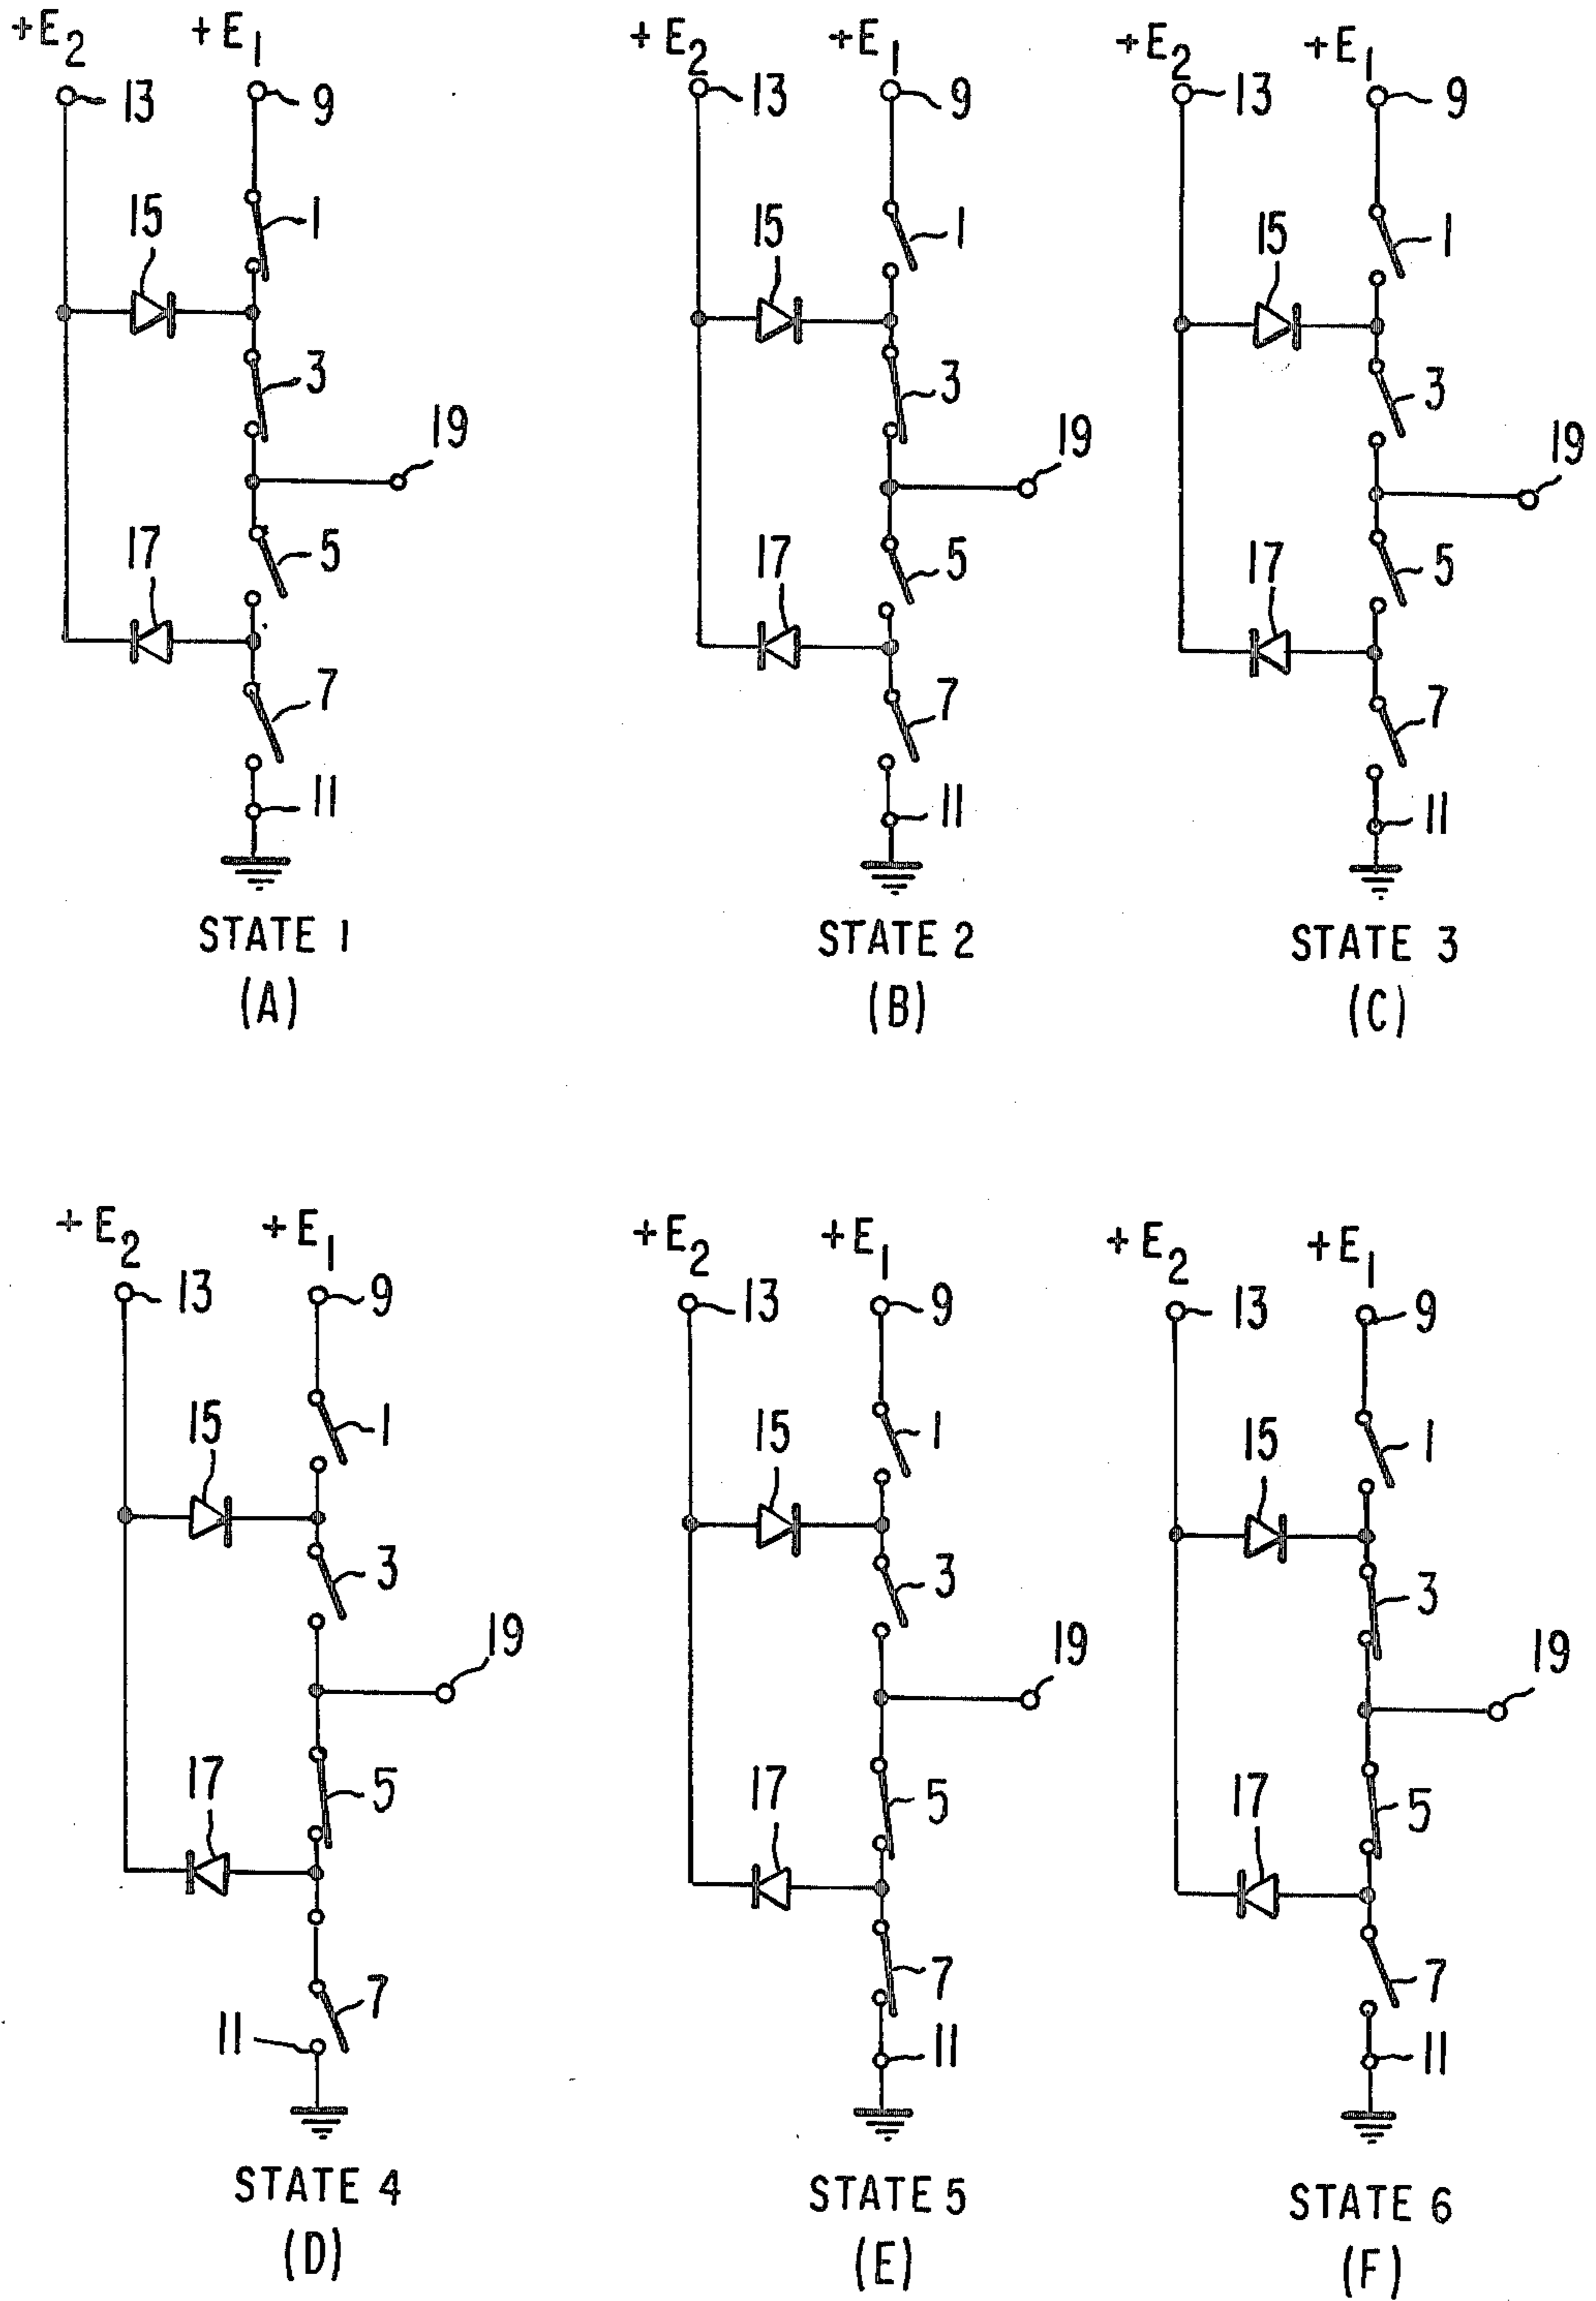 +E2 +E1
13 9
15 1
3
19
17 5
7
11
STATE 1
(A)
+E2 +E1
13 9
15 1
3
19
17 5
7
11
STATE 2
(B)
+E2 +E1
13 9
15 1
3
19
17 5
7
11
STATE 3
(C)
+E2 +E1
13 9
15 1
3
19
17 5
7
11
STATE 4
(D)
+E2 +E1
13 9
15 1
3
19
17 5
7
11
STATE 5
(E)
+E2 +E1
13 9
15 1
3
19
17 5
7
11
STATE 6
(F)